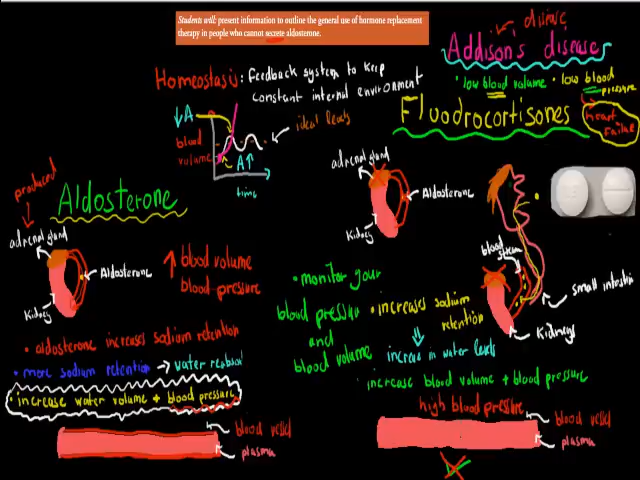 Students will: present information to outline the general use of hormone replacement
therapy in people who cannot secrete aldosterone.
disease
Addison's disease
• low blood volume • low blood
pressure
heart
failure
Fludrocortisones
Homeostasis: feedback system to keep
constant internal environment
↓A
blood
volume
A↑
time
ideal levels
produced
Aldosterone
adrenal gland
Aldosterone
Kidney
↑ blood volume
blood pressure
• aldosterone increases sodium retention
• more sodium retention → water reabsorb
• increase water volume + blood pressure
blood vessel
plasma
adrenal gland
Aldosterone
Kidney
• monitor your
blood pressure
and
blood volume
blood
stream
small intestine
Kidneys
• increases sodium
retention
increase in water levels
increase blood volume + blood pressure
high blood pressure
blood vessel
plasma